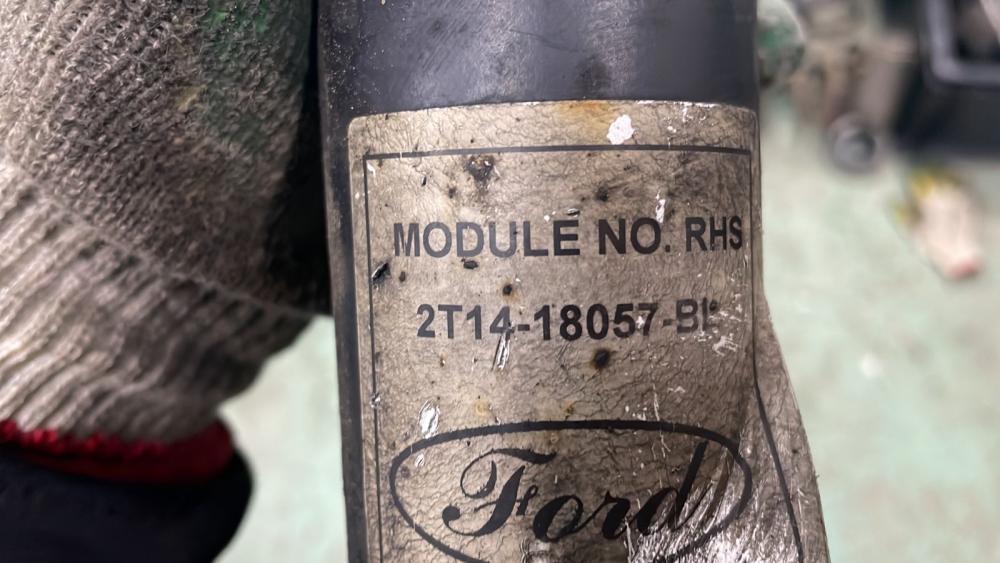 MODULE NO. RHS
2T14-18057-
Ford